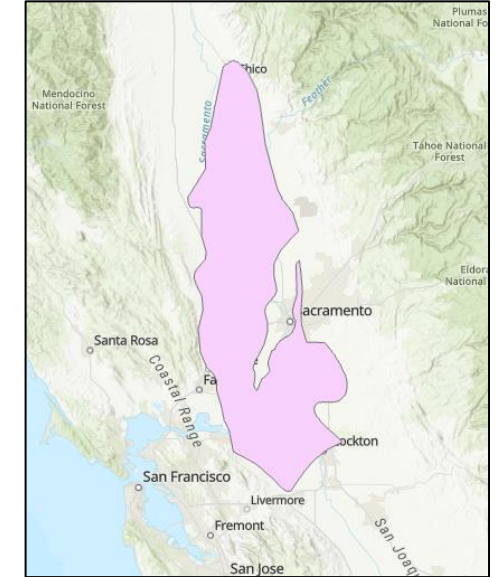 Plumas
National Fo
Chico
Mendocino
National Forest
Feather
Sacramento
Tahoe National
Forest
Eldora
National
acramento
Santa Rosa
Coastal Range
Fa
e
ockton
San Francisco
Livermore
Fremont
San Joaq
San Jose